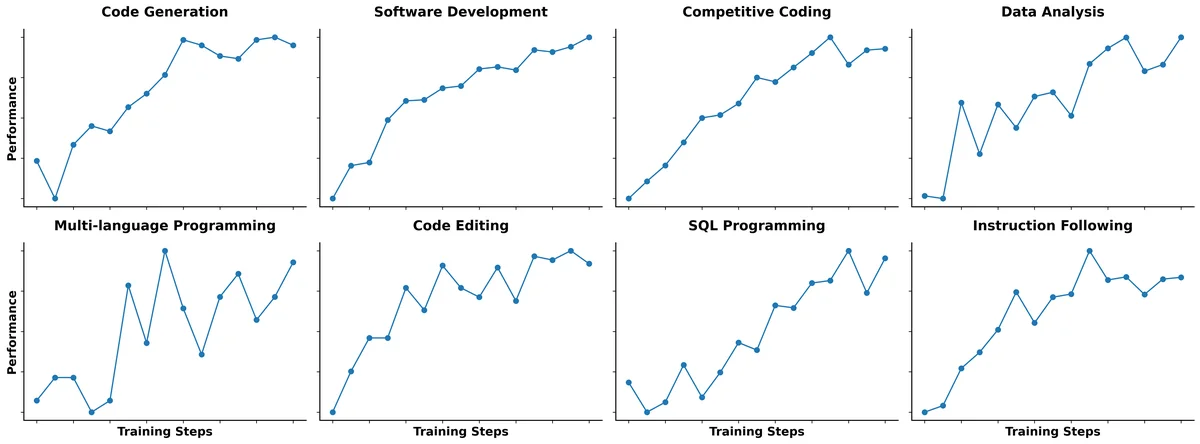 Code Generation
Software Development
Competitive Coding
Data Analysis
Performance
Multi-language Programming
Code Editing
SQL Programming
Instruction Following
Performance
Training Steps
Training Steps
Training Steps
Training Steps